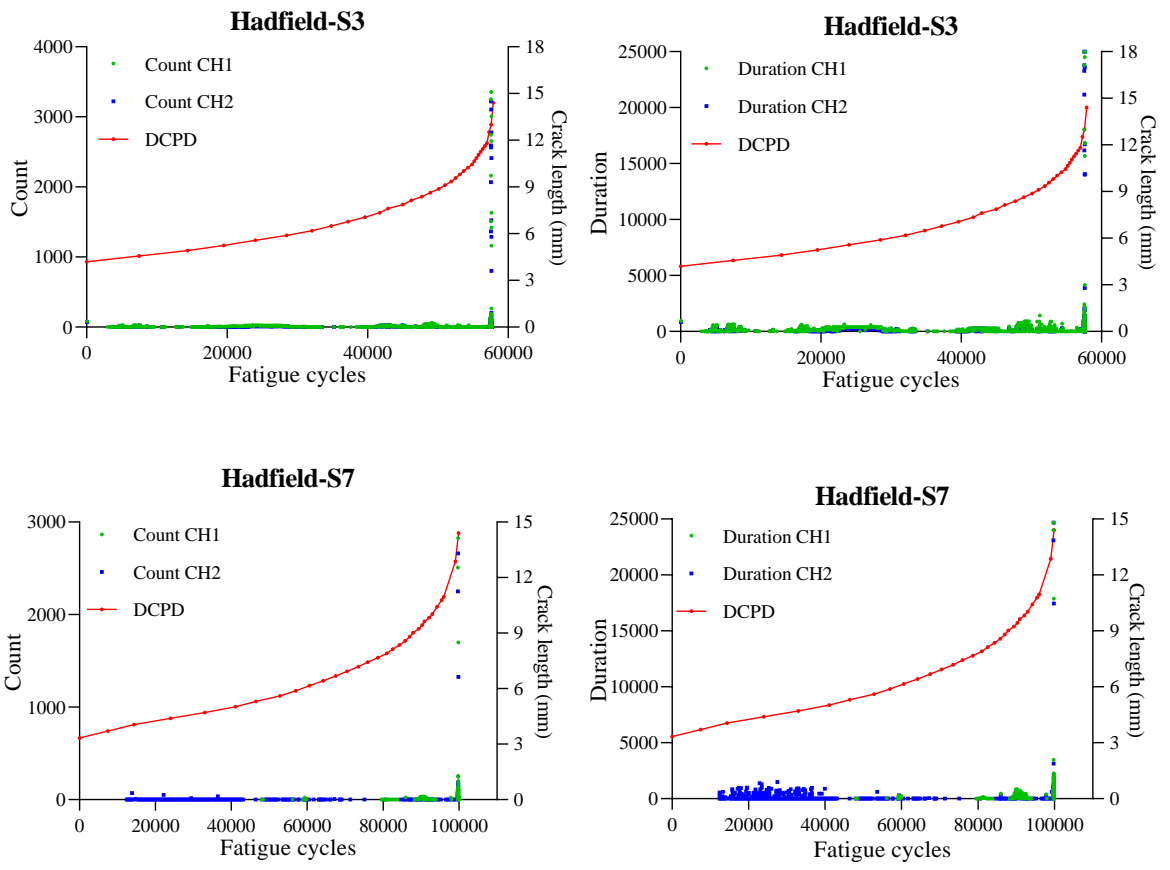 Hadfield-S3
4000
3000
2000
1000
0
Count
Count CH1
Count CH2
DCPD
18
15
12
9
6
3
0
Crack length (mm)
0 20000 40000 60000
Fatigue cycles
Hadfield-S3
25000
20000
15000
10000
5000
0
Duration
Duration CH1
Duration CH2
DCPD
18
15
12
9
6
3
0
Crack length (mm)
0 20000 40000 60000
Fatigue cycles
Hadfield-S7
3000
2000
1000
0
Count
Count CH1
Count CH2
DCPD
15
12
9
6
3
0
Crack length (mm)
0 20000 40000 60000 80000 100000
Fatigue cycles
Hadfield-S7
25000
20000
15000
10000
5000
0
Duration
Duration CH1
Duration CH2
DCPD
15
12
9
6
3
0
Crack length (mm)
0 20000 40000 60000 80000 100000
Fatigue cycles